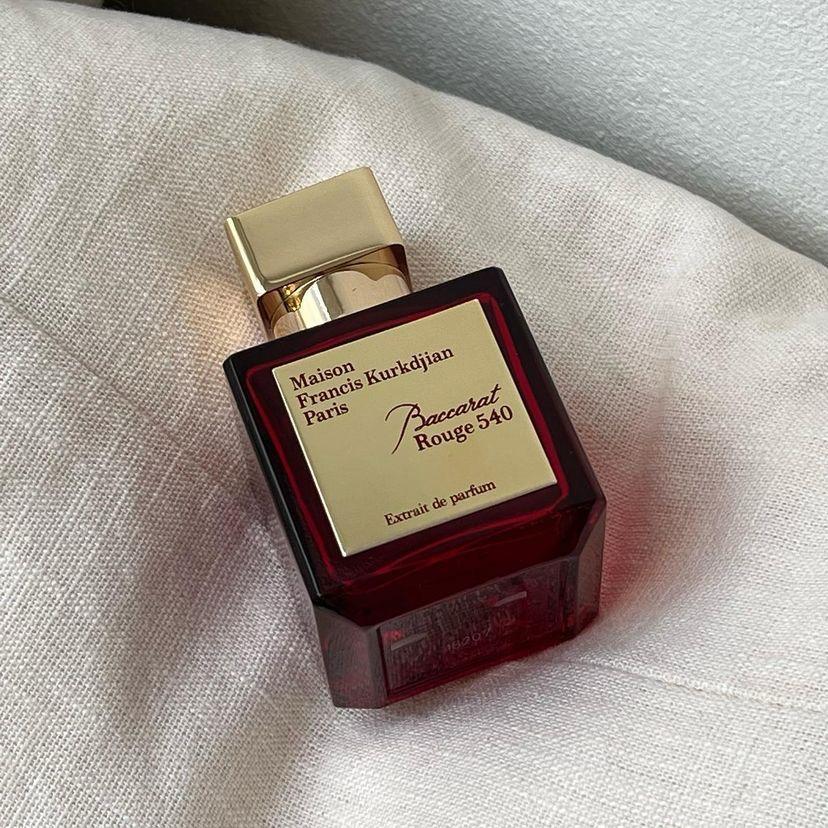 Maison
Francis Kurkdjian
Paris
Baccarat
Rouge 540
Extrait de parfum